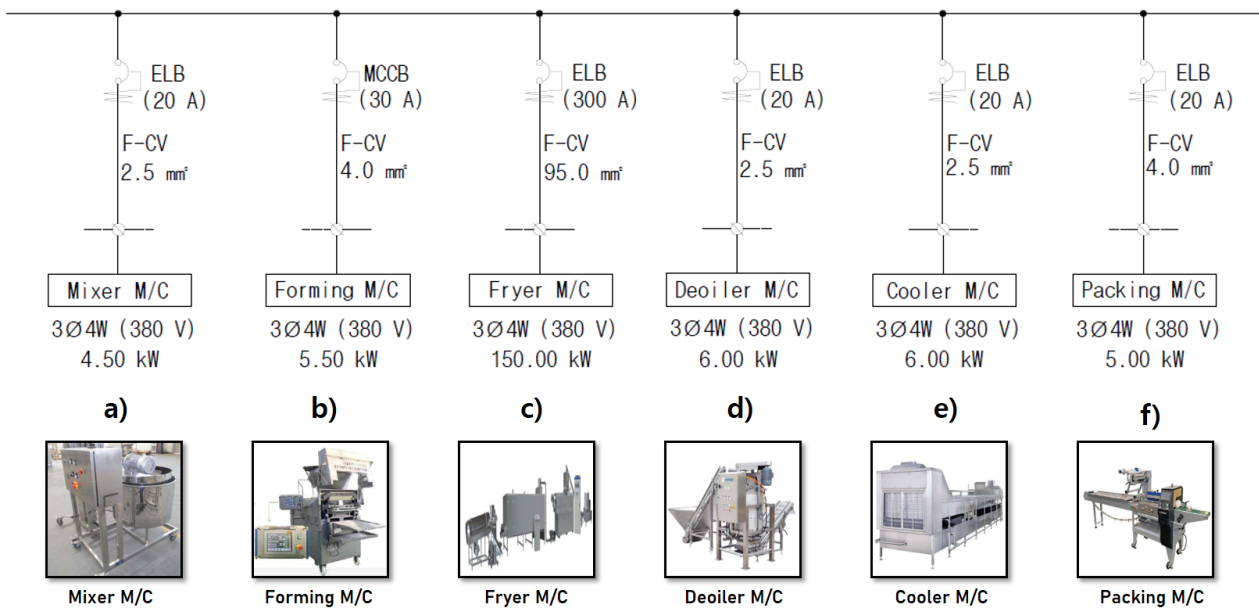 ELB
(20 A)
F-CV
2.5 ㎟
Mixer M/C
3Ø4W (380 V)
4.50 kW
a)
Mixer M/C
MCCB
(30 A)
F-CV
4.0 ㎟
Forming M/C
3Ø4W (380 V)
5.50 kW
b)
Forming M/C
ELB
(300 A)
F-CV
95.0 ㎟
Fryer M/C
3Ø4W (380 V)
150.00 kW
c)
Fryer M/C
ELB
(20 A)
F-CV
2.5 ㎟
Deoiler M/C
3Ø4W (380 V)
6.00 kW
d)
Deoiler M/C
ELB
(20 A)
F-CV
2.5 ㎟
Cooler M/C
3Ø4W (380 V)
6.00 kW
e)
Cooler M/C
ELB
(20 A)
F-CV
4.0 ㎟
Packing M/C
3Ø4W (380 V)
5.00 kW
f)
Packing M/C